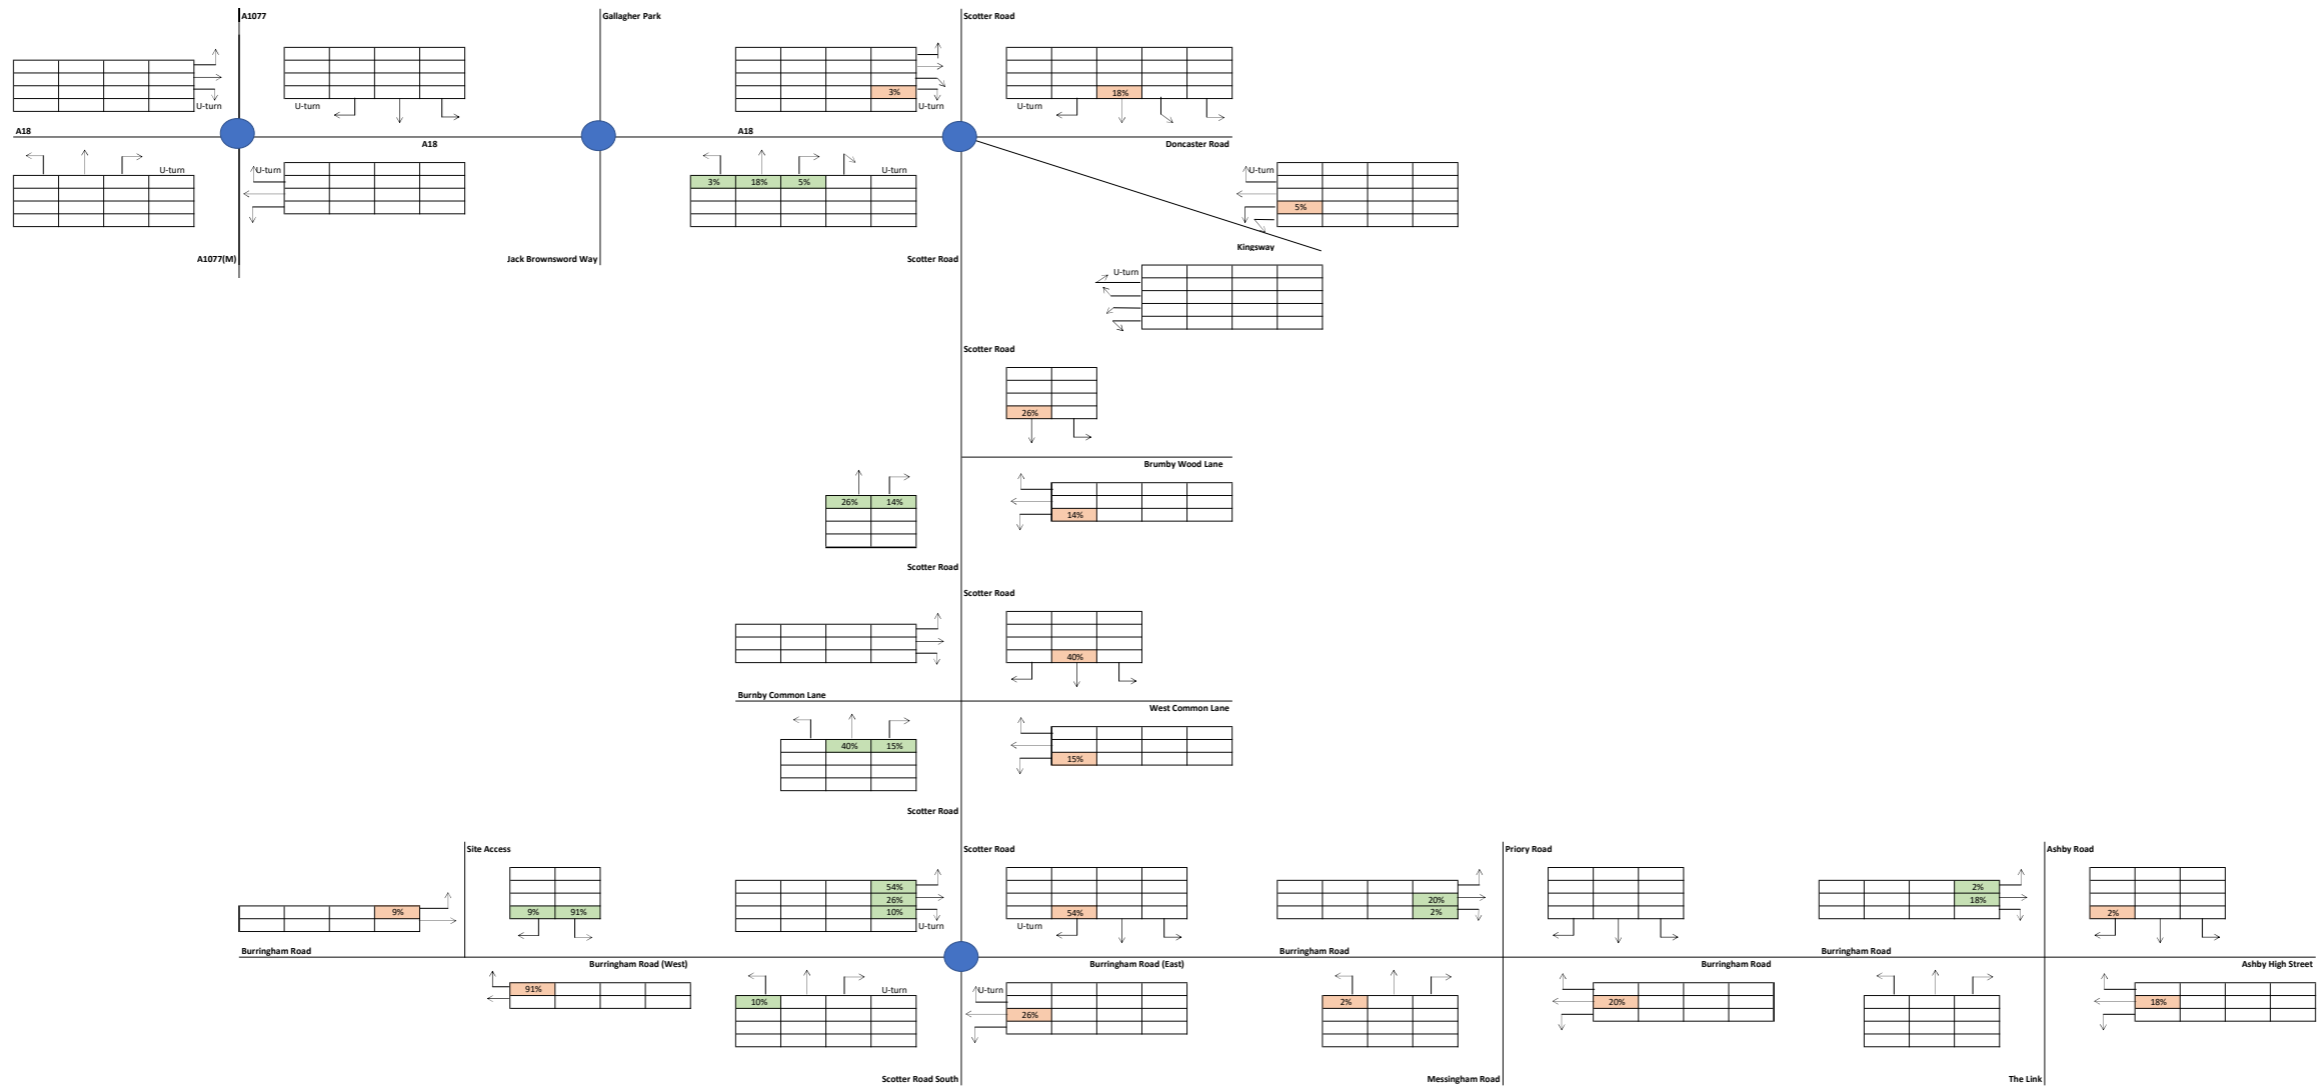 A1077
Gallagher Park
Scotter Road
U-turn
U-turn
3%
U-turn
18%
U-turn
A18
A18
A18
Doncaster Road
U-turn
U-turn
3% 18% 5%
U-turn
U-turn
5%
Kingsway
A1077(M)
Jack Brownsword Way
Scotter Road
U-turn
Scotter Road
26%
Brumby Wood Lane
26% 14%
14%
Scotter Road
Scotter Road
40%
Burnby Common Lane
West Common Lane
40% 15%
15%
Scotter Road
Site Access
Scotter Road
Priory Road
Ashby Road
9%
9% 91%
54%
26%
10%
U-turn
54%
U-turn
20%
2%
2%
18%
2%
Burringham Road
Burringham Road (West)
Burringham Road (East)
Burringham Road
Burringham Road
Burringham Road
Ashby High Street
91%
10%
U-turn
U-turn
26%
2%
20%
18%
Scotter Road South
Messingham Road
The Link